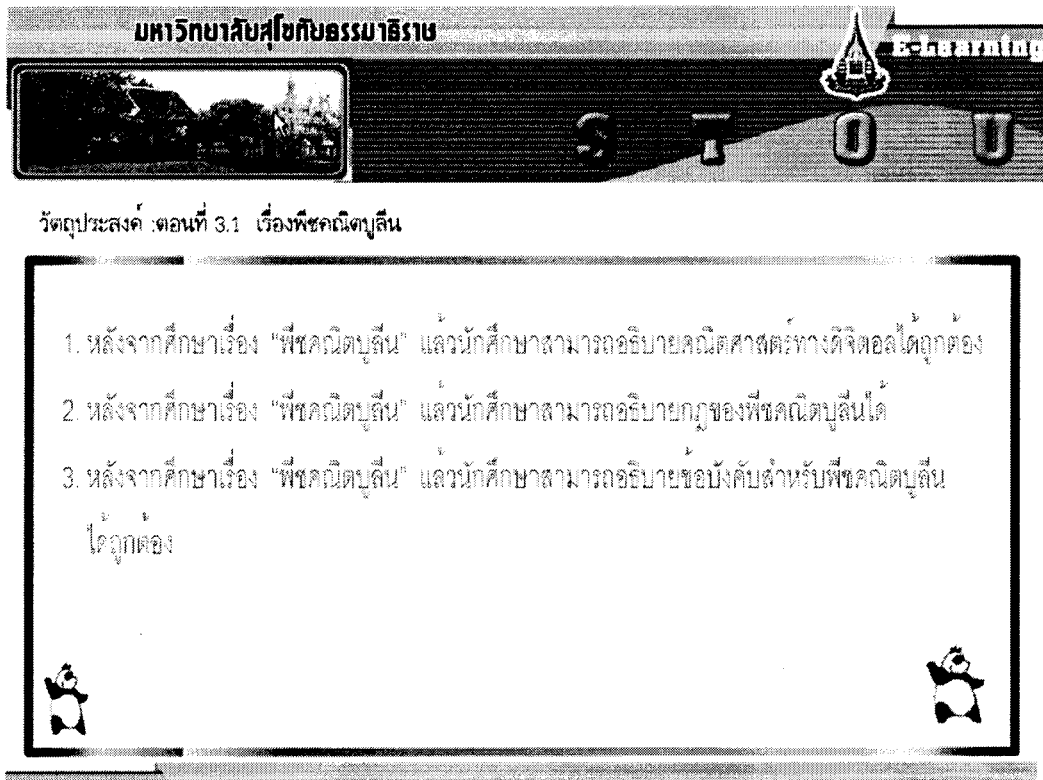 มหาวิทยาลัยสุโขทัยธรรมาธิราช
E-Learning
S T O U
วัตถุประสงค์ :ตอนที่ 3.1 เรื่องพีชคณิตบูลีน
1. หลังจากศึกษาเรื่อง "พีชคณิตบูลีน" แล้วนักศึกษาสามารถอธิบายคณิตศาสตร์ทางดิจิตอลได้ถูกต้อง
2. หลังจากศึกษาเรื่อง "พีชคณิตบูลีน" แล้วนักศึกษาสามารถอธิบายกฎของพีชคณิตบูลีนได้
3. หลังจากศึกษาเรื่อง "พีชคณิตบูลีน" แล้วนักศึกษาสามารถอธิบายข้อบังคับสำหรับพีชคณิตบูลีน
ได้ถูกต้อง